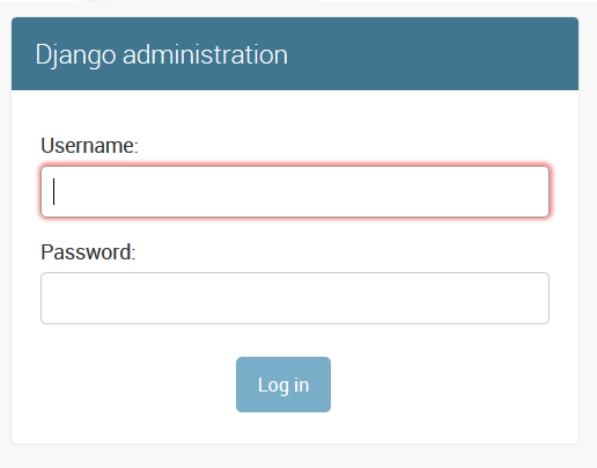 Django administration
Username:
Password:
Log in